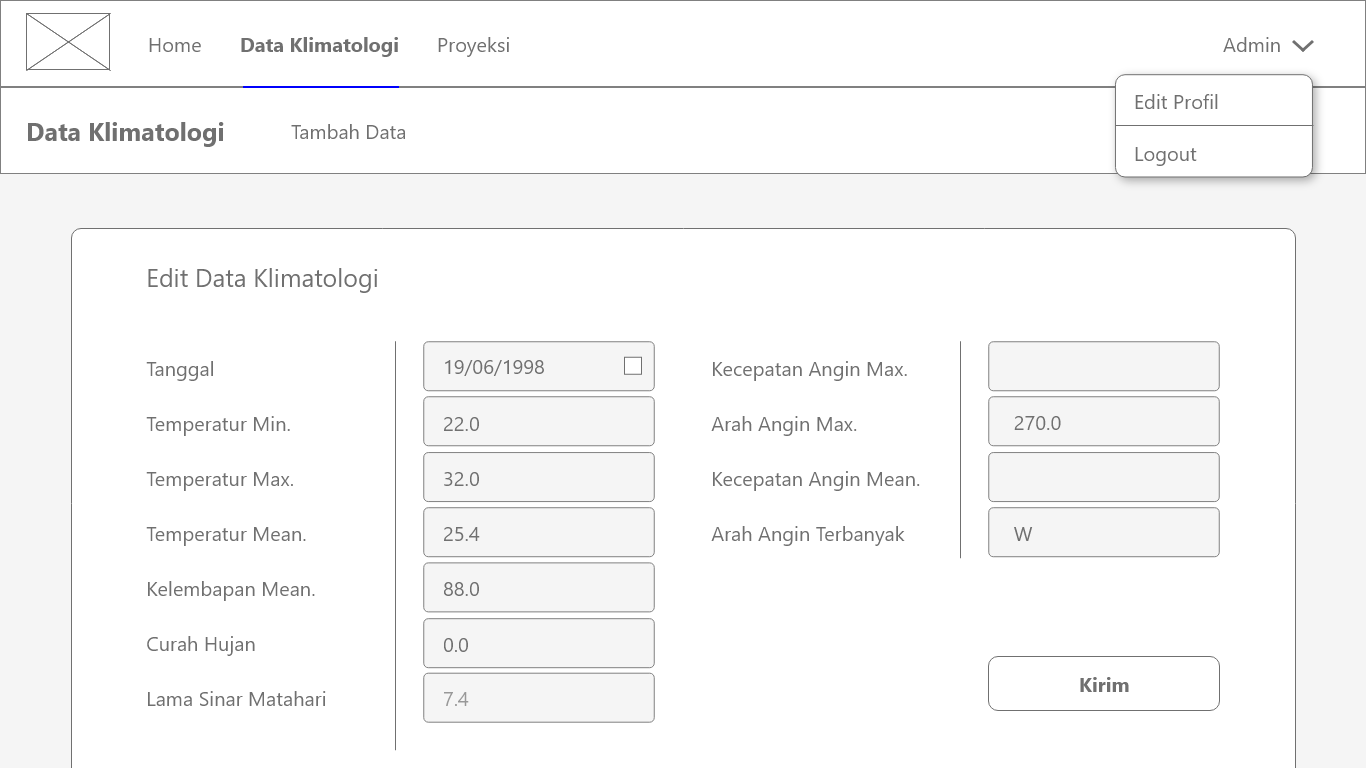 Home Data Klimatologi Proyeksi Admin
Edit Profil
Data Klimatologi Tambah Data
Logout
Edit Data Klimatologi
Tanggal 19/06/1998 Kecepatan Angin Max.
Temperatur Min. 22.0 Arah Angin Max. 270.0
Temperatur Max. 32.0 Kecepatan Angin Mean.
Temperatur Mean. 25.4 Arah Angin Terbanyak W
Kelembapan Mean. 88.0
Curah Hujan 0.0
Kirim
Lama Sinar Matahari 7.4